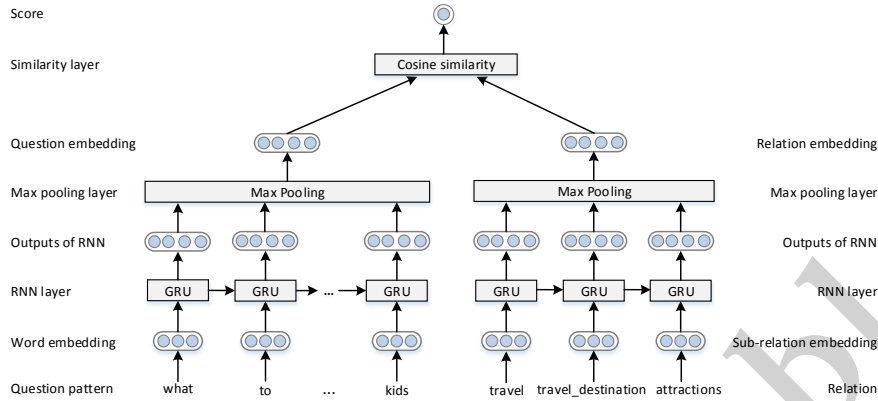 Score
Similarity layer Cosine similarity
Question embedding Relation embedding
Max pooling layer Max Pooling Max Pooling Max pooling layer
Outputs of RNN Outputs of RNN
RNN layer GRU GRU ... GRU GRU GRU GRU RNN layer
Word embedding Sub-relation embedding
Question pattern what to ... kids travel travel_destination attractions Relation